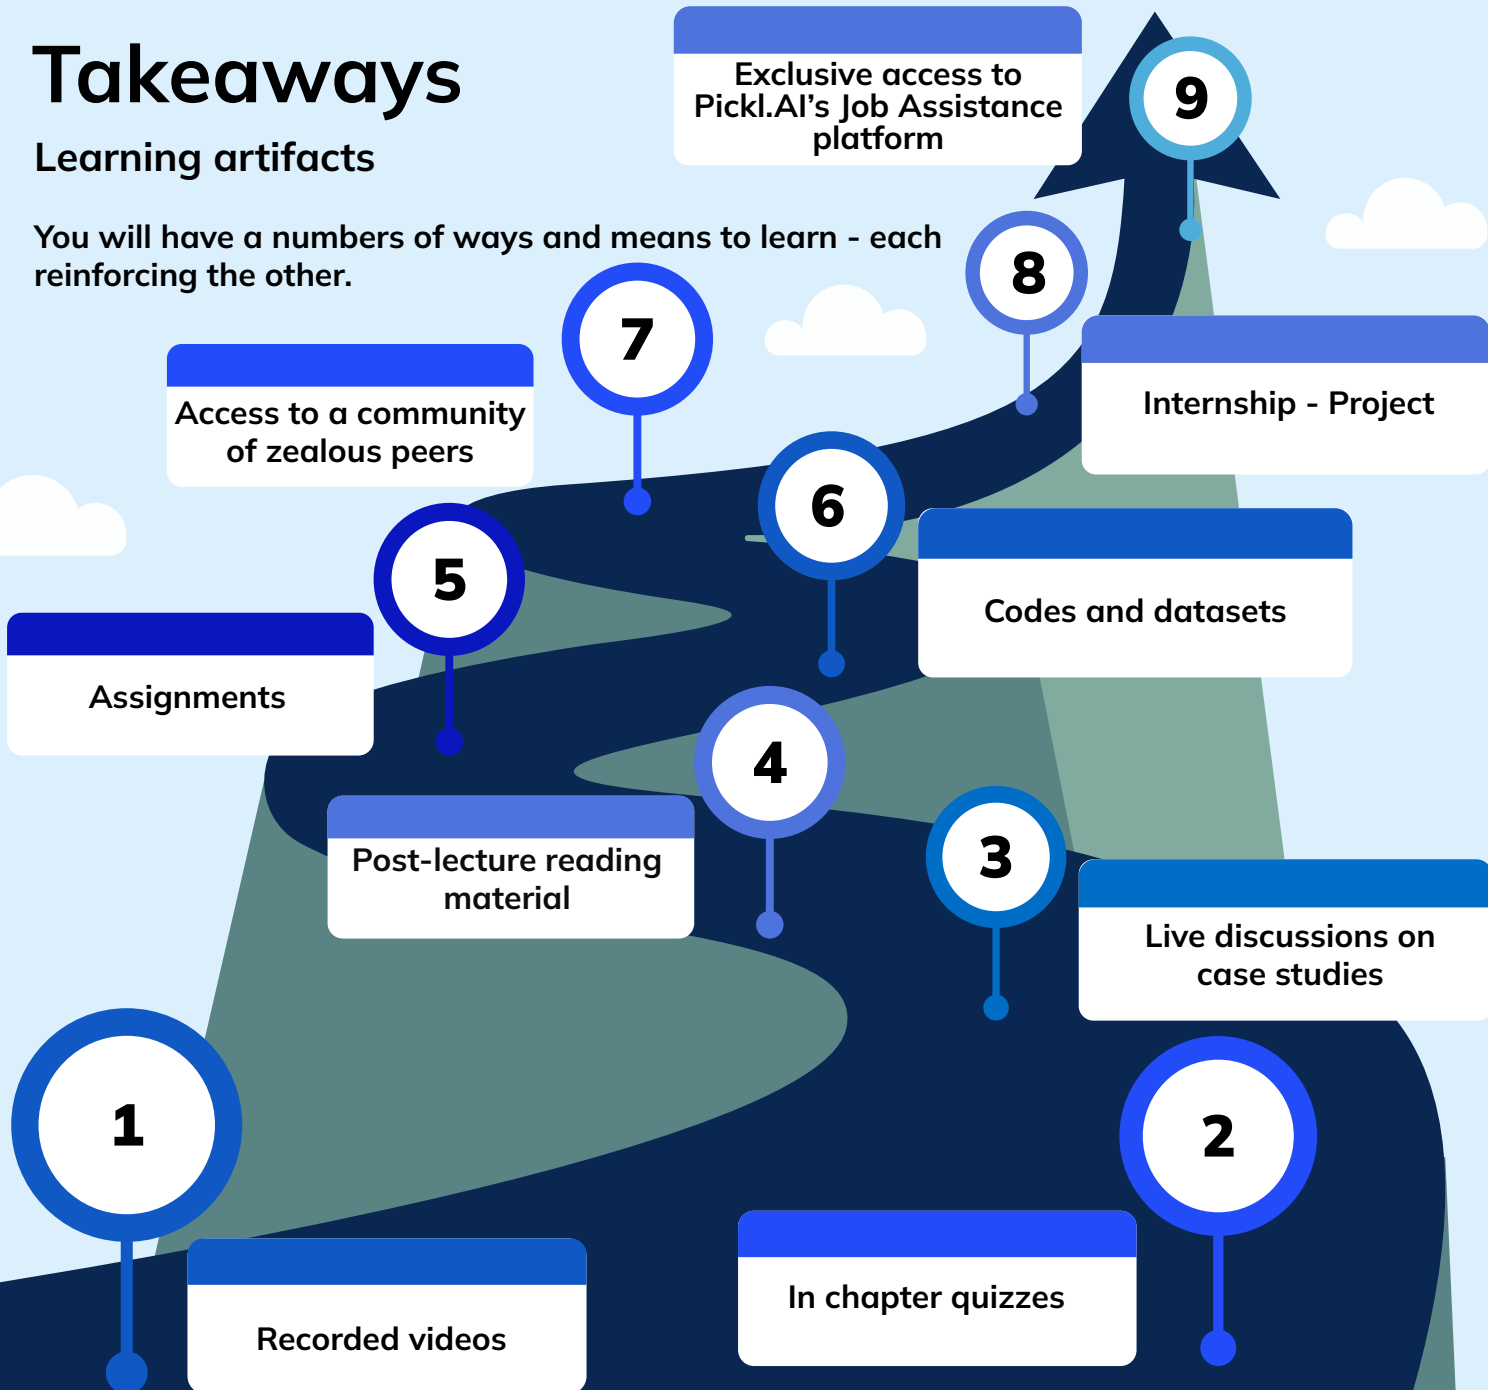 Takeaways
Learning artifacts
You will have a numbers of ways and means to learn - each
reinforcing the other.
1
Recorded videos
2
In chapter quizzes
3
Live discussions on
case studies
4
Post-lecture reading
material
5
Assignments
6
Codes and datasets
7
Access to a community
of zealous peers
8
Internship - Project
9
Exclusive access to
Pickl.AI’s Job Assistance
platform